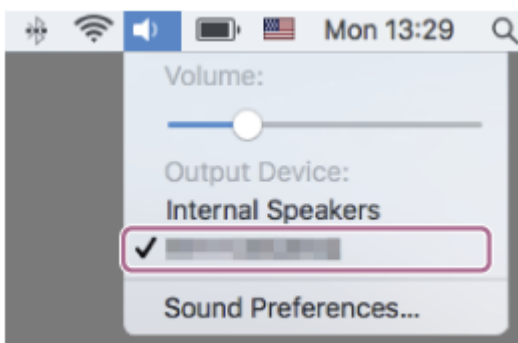 Mon 13:29
Volume:
Output Device:
Internal Speakers
Sound Preferences...